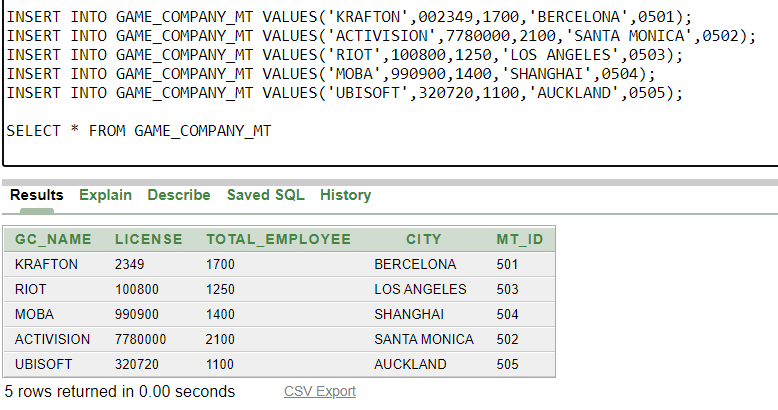 INSERT INTO GAME_COMPANY_MT VALUES('KRAFTON',002349,1700,'BERCELONA',0501);
INSERT INTO GAME_COMPANY_MT VALUES('ACTIVISION',7780000,2100,'SANTA MONICA',0502);
INSERT INTO GAME_COMPANY_MT VALUES('RIOT',100800,1250,'LOS ANGELES',0503);
INSERT INTO GAME_COMPANY_MT VALUES('MOBA',990900,1400,'SHANGHAI',0504);
INSERT INTO GAME_COMPANY_MT VALUES('UBISOFT',320720,1100,'AUCKLAND',0505);
SELECT * FROM GAME_COMPANY_MT
Results Explain Describe Saved SQL History
GC_NAME LICENSE TOTAL_EMPLOYEE CITY MT_ID
KRAFTON 2349 1700 BERCELONA 501
RIOT 100800 1250 LOS ANGELES 503
MOBA 990900 1400 SHANGHAI 504
ACTIVISION 7780000 2100 SANTA MONICA 502
UBISOFT 320720 1100 AUCKLAND 505
5 rows returned in 0.00 seconds CSV Export